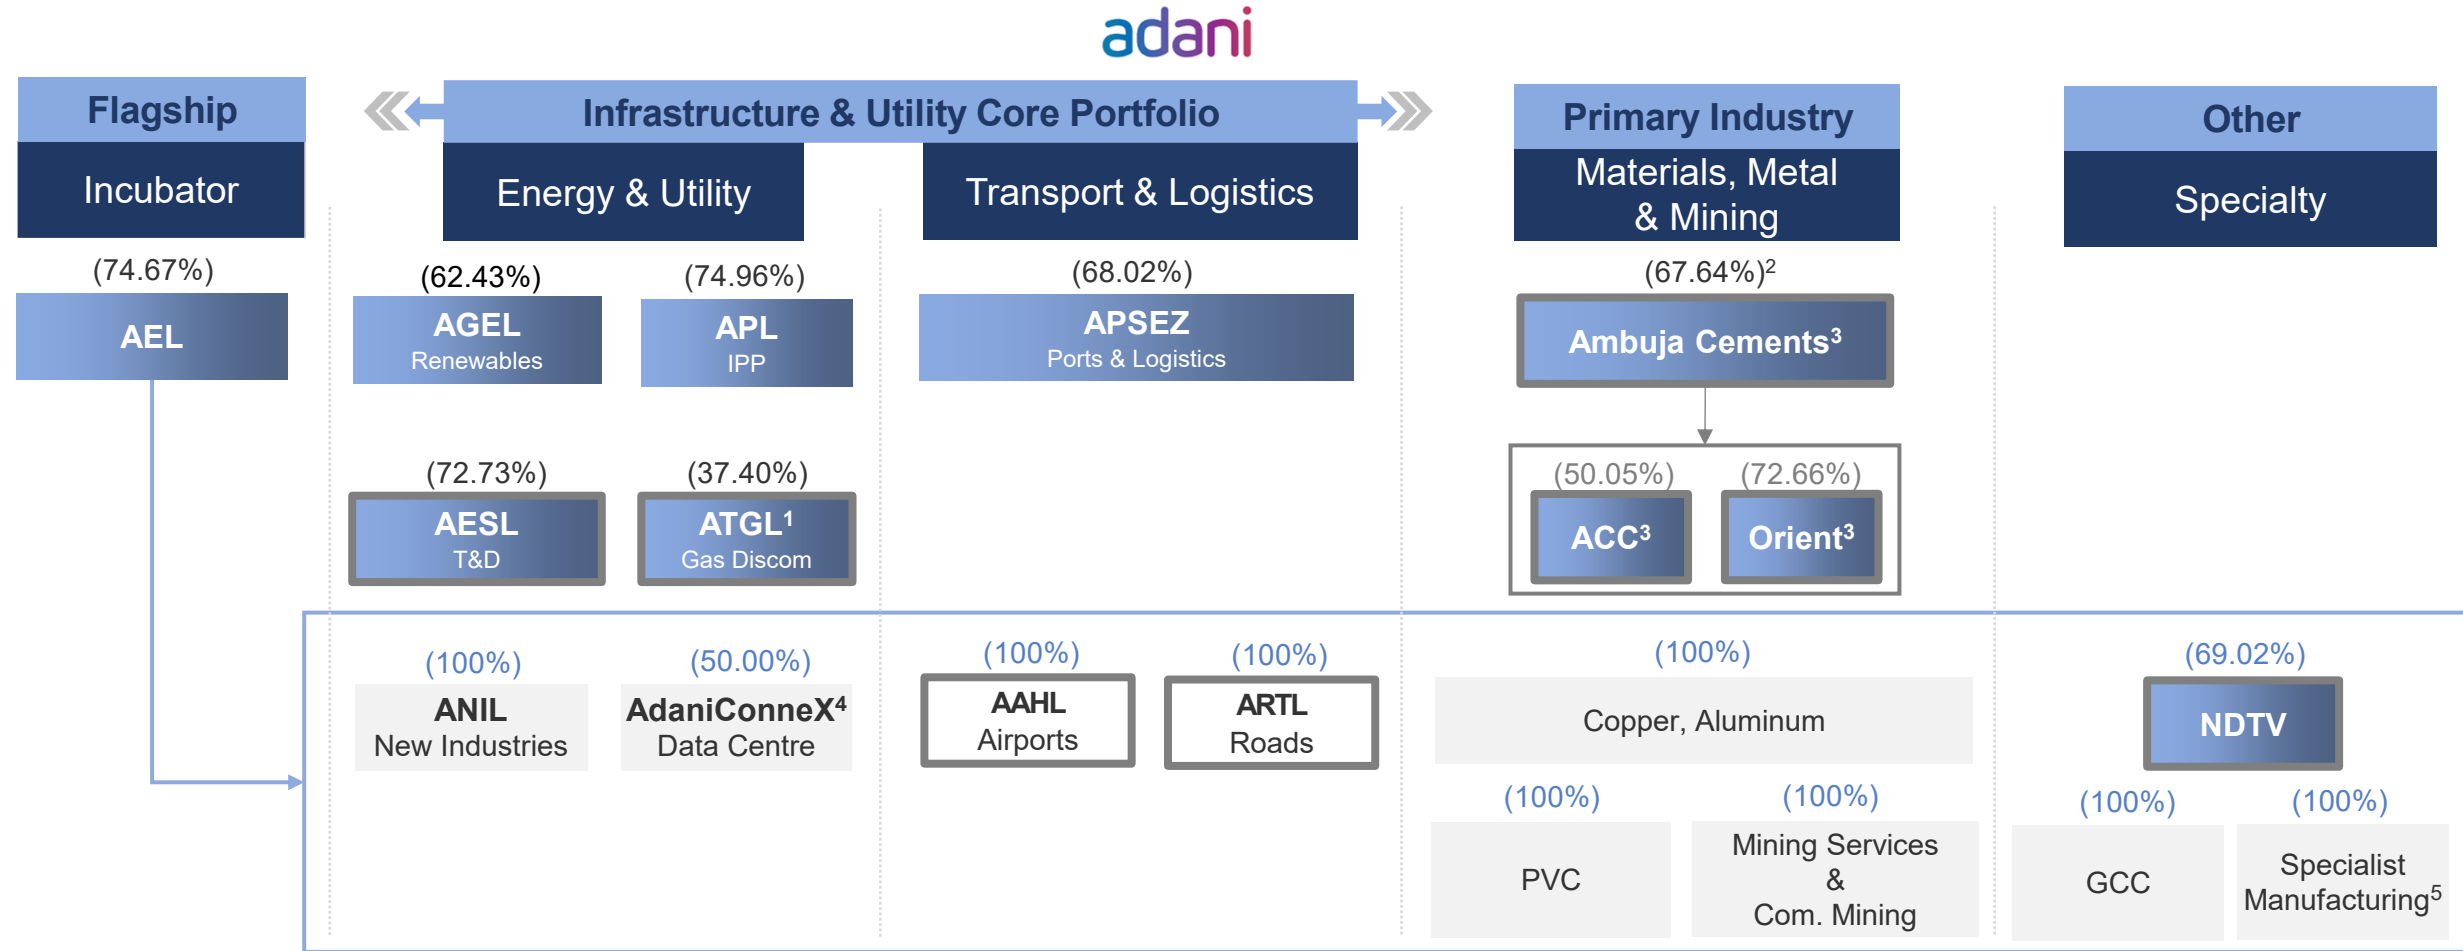 adani
Flagship
Incubator
(74.67%)
AEL
Infrastructure & Utility Core Portfolio
Energy & Utility
(62.43%)
AGEL
Renewables
(74.96%)
APL
IPP
(72.73%)
AESL
T&D
(37.40%)
ATGL¹
Gas Discom
Transport & Logistics
(68.02%)
APSEZ
Ports & Logistics
Primary Industry
Materials, Metal
& Mining
(67.64%)²
Ambuja Cements³
(50.05%)
ACC³
(72.66%)
Orient³
Other
Specialty
(100%)
ANIL
New Industries
(50.00%)
AdaniConneX⁴
Data Centre
(100%)
AAHL
Airports
(100%)
ARTL
Roads
(100%)
Copper, Aluminum
(100%)
PVC
(100%)
Mining Services
&
Com. Mining
(69.02%)
NDTV
(100%)
GCC
(100%)
Specialist
Manufacturing⁵